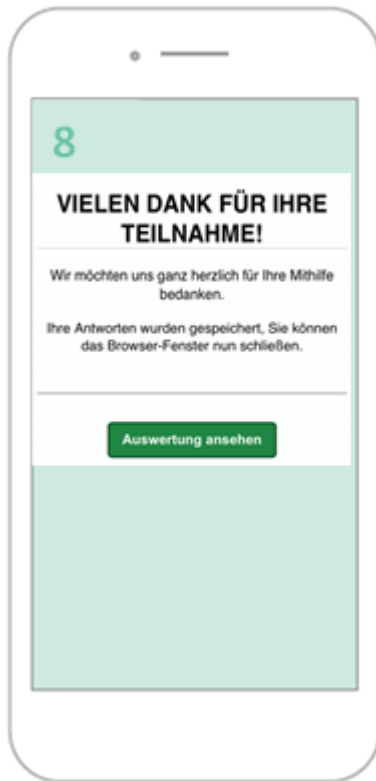 8
VIELEN DANK FÜR IHRE
TEILNAHME!
Wir möchten uns ganz herzlich für Ihre Mithilfe
bedanken.
Ihre Antworten wurden gespeichert, Sie können
das Browser-Fenster nun schließen.
Auswertung ansehen